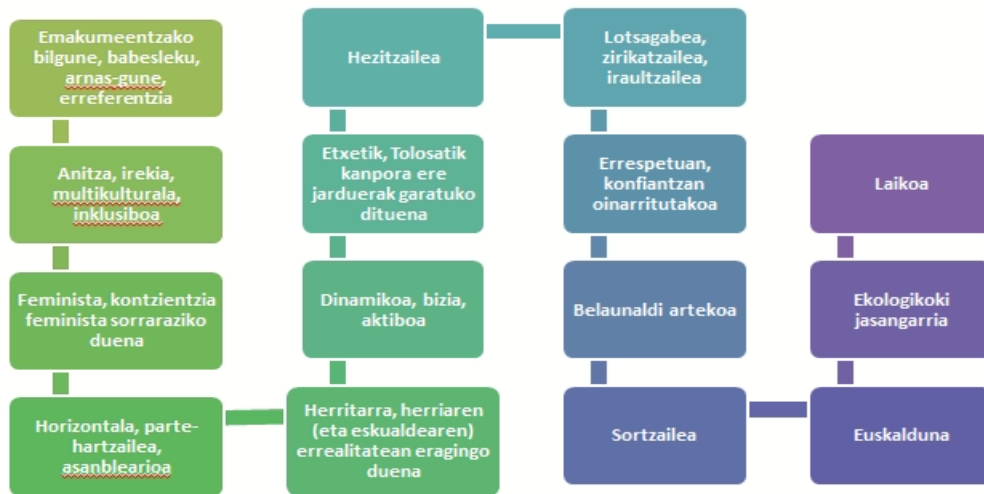 Emakumeentzako
bilgune, babesleku,
arnas-gune,
erreferentzia
Anitza, irekia,
multikulturala,
inklusiboa
Feminista, kontzientzia
feminista sorraraziko
duena
Horizontala, parte-
hartzailea,
asanblearioa
Herritarra, herriaren
(eta eskualdearen)
errealitatean eragingo
duena
Dinamikoa, bizia,
aktiboa
Etxetik, Tolosatik
kanpora ere
jarduerak garatuko
dituena
Hezitzailea
Lotsagabea,
zirikatzailea,
iraultzailea
Errespetuan,
konfiantzan
oinarritutakoa
Belaunaldi artekoa
Sortzailea
Euskalduna
Ekologikoki
jasangarria
Laikoa